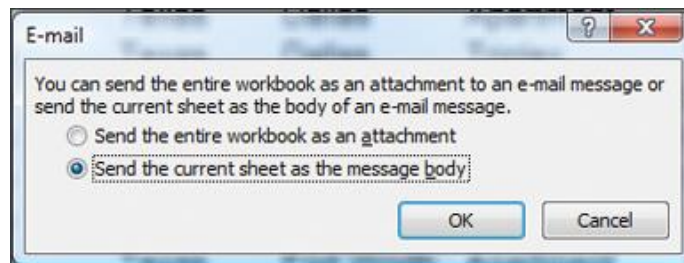 E-mail
You can send the entire workbook as an attachment to an e-mail message or
send the current sheet as the body of an e-mail message.
Send the entire workbook as an attachment
Send the current sheet as the message body
OK Cancel